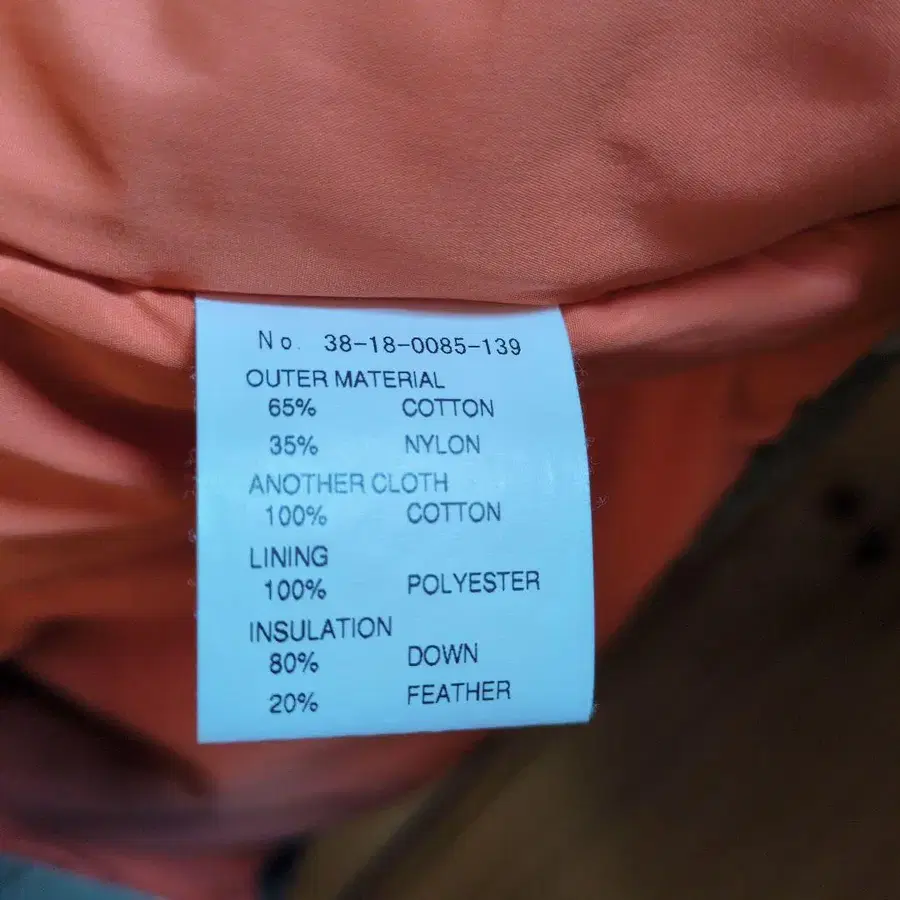 No. 38-18-0085-139
OUTER MATERIAL
65% COTTON
35% NYLON
ANOTHER CLOTH
100% COTTON
LINING
100% POLYESTER
INSULATION
80% DOWN
20% FEATHER